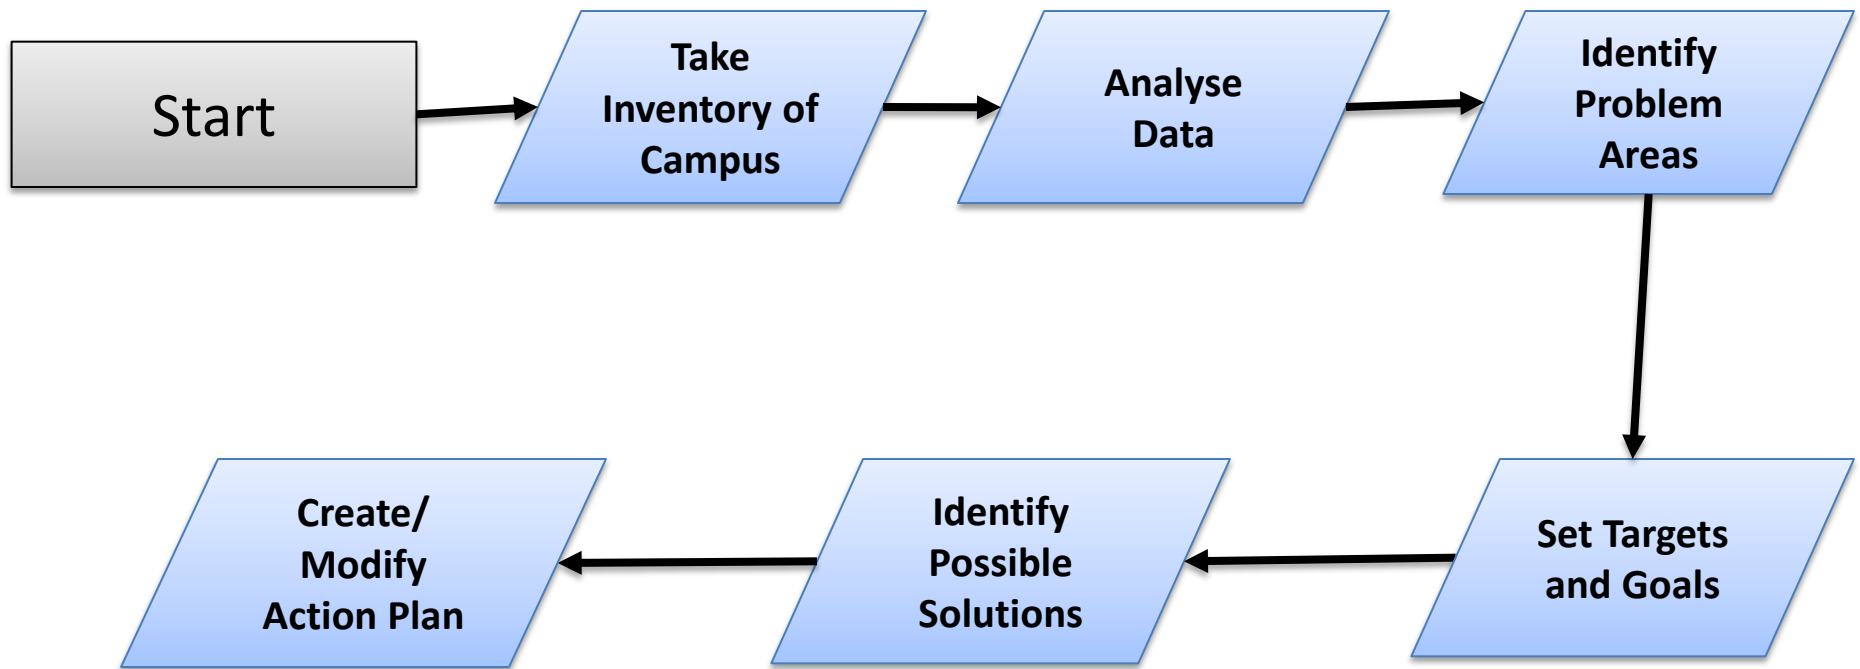 Start
Take
Inventory of
Campus
Analyse
Data
Identify
Problem
Areas
Set Targets
and Goals
Identify
Possible
Solutions
Create/
Modify
Action Plan